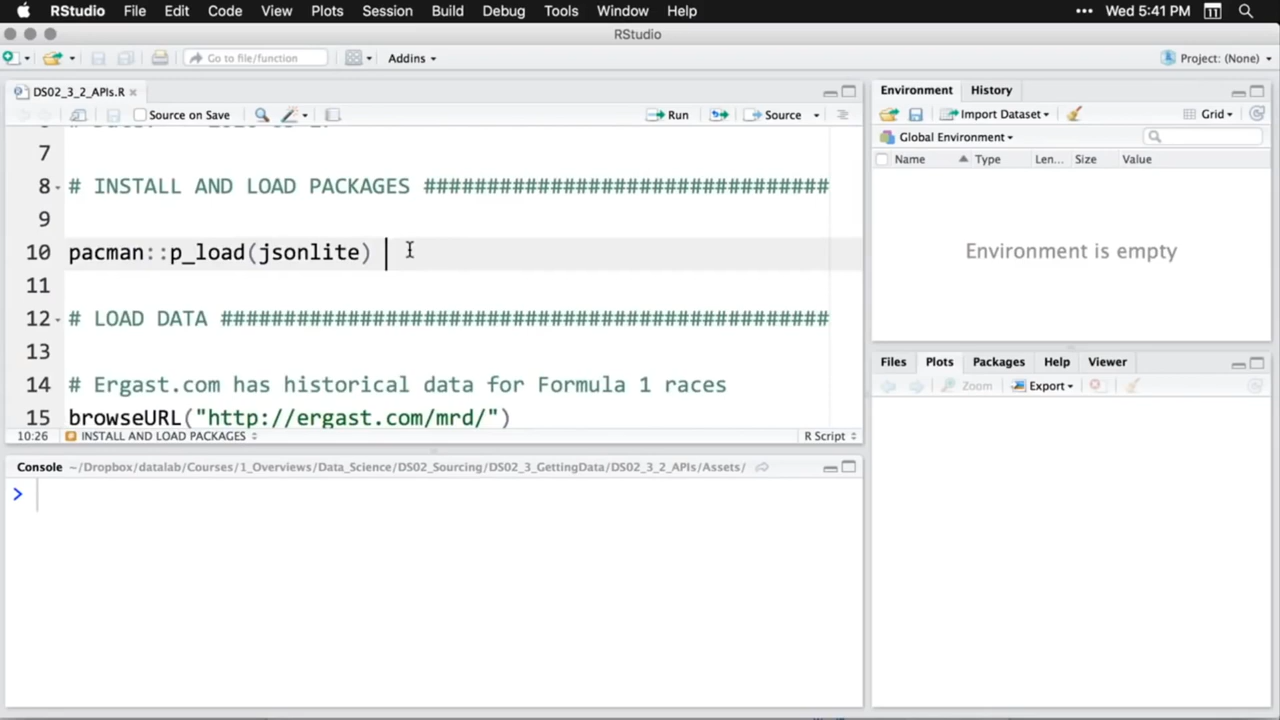 RStudio File Edit Code View Plots Session Build Debug Tools Window Help ••• Wed 5:41 PM 11
RStudio
Go to file/function Addins Project: (None)
DS02_3_2_APIs.R
Source on Save Run Source
7
8 # INSTALL AND LOAD PACKAGES ################################
9
10 pacman::p_load(jsonlite)
11
12 # LOAD DATA ################################################
13
14 # Ergast.com has historical data for Formula 1 races
15 browseURL("http://ergast.com/mrd/")
10:26 INSTALL AND LOAD PACKAGES R Script
Console ~/Dropbox/datalab/Courses/1_Overviews/Data_Science/DS02_Sourcing/DS02_3_GettingData/DS02_3_2_APIs/Assets/
>
Environment History
Import Dataset Grid
Global Environment
Name Type Len... Size Value
Environment is empty
Files Plots Packages Help Viewer
Zoom Export